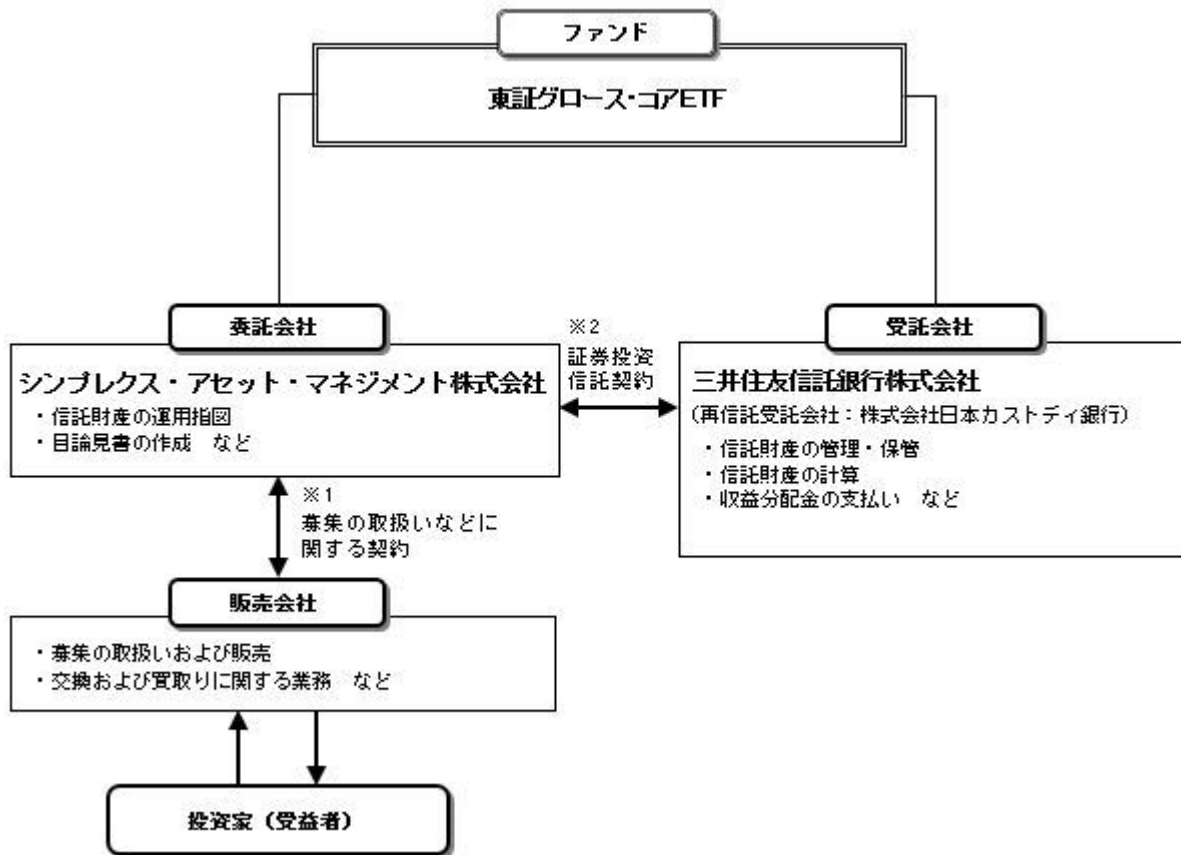 ファンド
東証グロース・コアETF
委託会社
シンプレクス・アセット・マネジメント株式会社
・信託財産の運用指図
・目論見書の作成　など
※2
証券投資
信託契約
受託会社
三井住友信託銀行株式会社
(再信託受託会社：株式会社日本カストディ銀行)
・信託財産の管理・保管
・信託財産の計算
・収益分配金の支払い　など
※1
募集の取扱いなどに
関する契約
販売会社
・募集の取扱いおよび販売
・交換および買取りに関する業務　など
投資家（受益者）